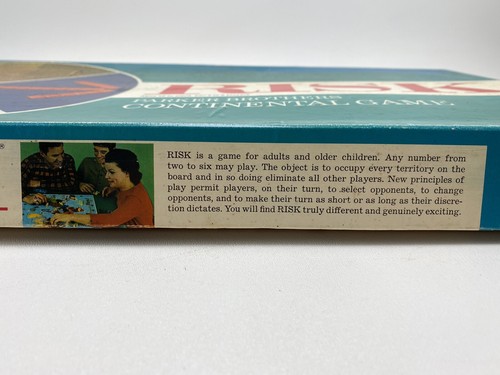 RISK
PARKER BROTHERS
CONTINENTAL GAME
®
RISK is a game for adults and older children. Any number from
two to six may play. The object is to occupy every territory on the
board and in so doing eliminate all other players. New principles of
play permit players, on their turn, to select opponents, to change
opponents, and to make their turn as short or as long as their discre-
tion dictates. You will find RISK truly different and genuinely exciting.